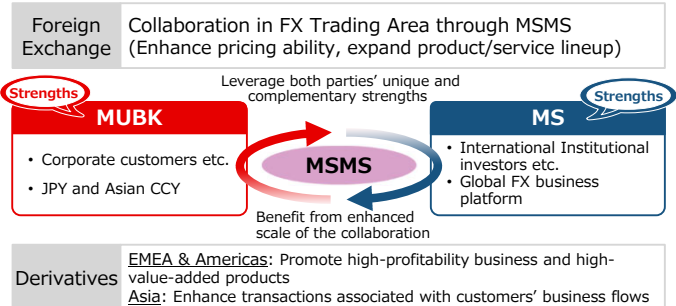 Foreign
Exchange
Collaboration in FX Trading Area through MSMS
(Enhance pricing ability, expand product/service lineup)
Leverage both parties’ unique and
complementary strengths
Strengths
MUBK
• Corporate customers etc.
• JPY and Asian CCY
MSMS
Strengths
MS
• International Institutional
investors etc.
• Global FX business
platform
Benefit from enhanced
scale of the collaboration
Derivatives
EMEA & Americas: Promote high-profitability business and high-
value-added products
Asia: Enhance transactions associated with customers’ business flows